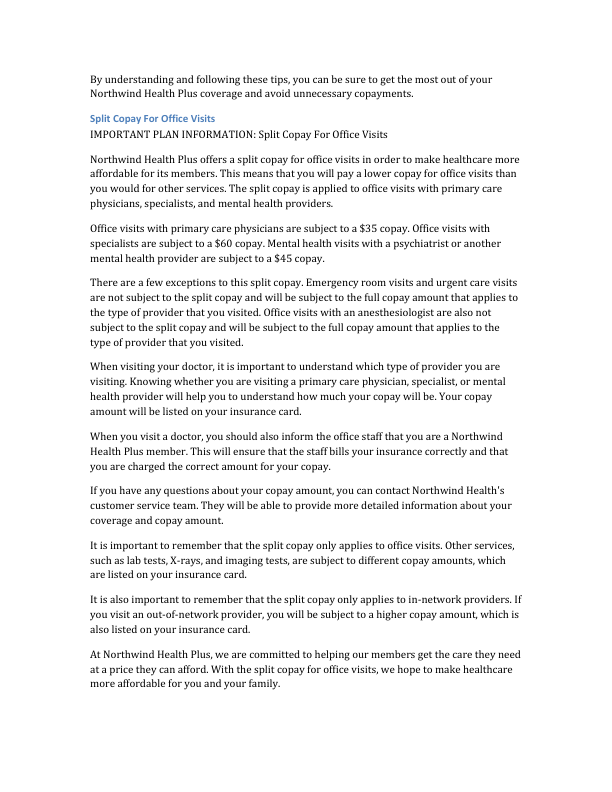 By understanding and following these tips, you can be sure to get the most out of your
Northwind Health Plus coverage and avoid unnecessary copayments.
Split Copay For Office Visits
IMPORTANT PLAN INFORMATION: Split Copay For Office Visits
Northwind Health Plus offers a split copay for office visits in order to make healthcare more
affordable for its members. This means that you will pay a lower copay for office visits than
you would for other services. The split copay is applied to office visits with primary care
physicians, specialists, and mental health providers.
Office visits with primary care physicians are subject to a $35 copay. Office visits with
specialists are subject to a $60 copay. Mental health visits with a psychiatrist or another
mental health provider are subject to a $45 copay.
There are a few exceptions to this split copay. Emergency room visits and urgent care visits
are not subject to the split copay and will be subject to the full copay amount that applies to
the type of provider that you visited. Office visits with an anesthesiologist are also not
subject to the split copay and will be subject to the full copay amount that applies to the
type of provider that you visited.
When visiting your doctor, it is important to understand which type of provider you are
visiting. Knowing whether you are visiting a primary care physician, specialist, or mental
health provider will help you to understand how much your copay will be. Your copay
amount will be listed on your insurance card.
When you visit a doctor, you should also inform the office staff that you are a Northwind
Health Plus member. This will ensure that the staff bills your insurance correctly and that
you are charged the correct amount for your copay.
If you have any questions about your copay amount, you can contact Northwind Health's
customer service team. They will be able to provide more detailed information about your
coverage and copay amount.
It is important to remember that the split copay only applies to office visits. Other services,
such as lab tests, X-rays, and imaging tests, are subject to different copay amounts, which
are listed on your insurance card.
It is also important to remember that the split copay only applies to in-network providers. If
you visit an out-of-network provider, you will be subject to a higher copay amount, which is
also listed on your insurance card.
At Northwind Health Plus, we are committed to helping our members get the care they need
at a price they can afford. With the split copay for office visits, we hope to make healthcare
more affordable for you and your family.